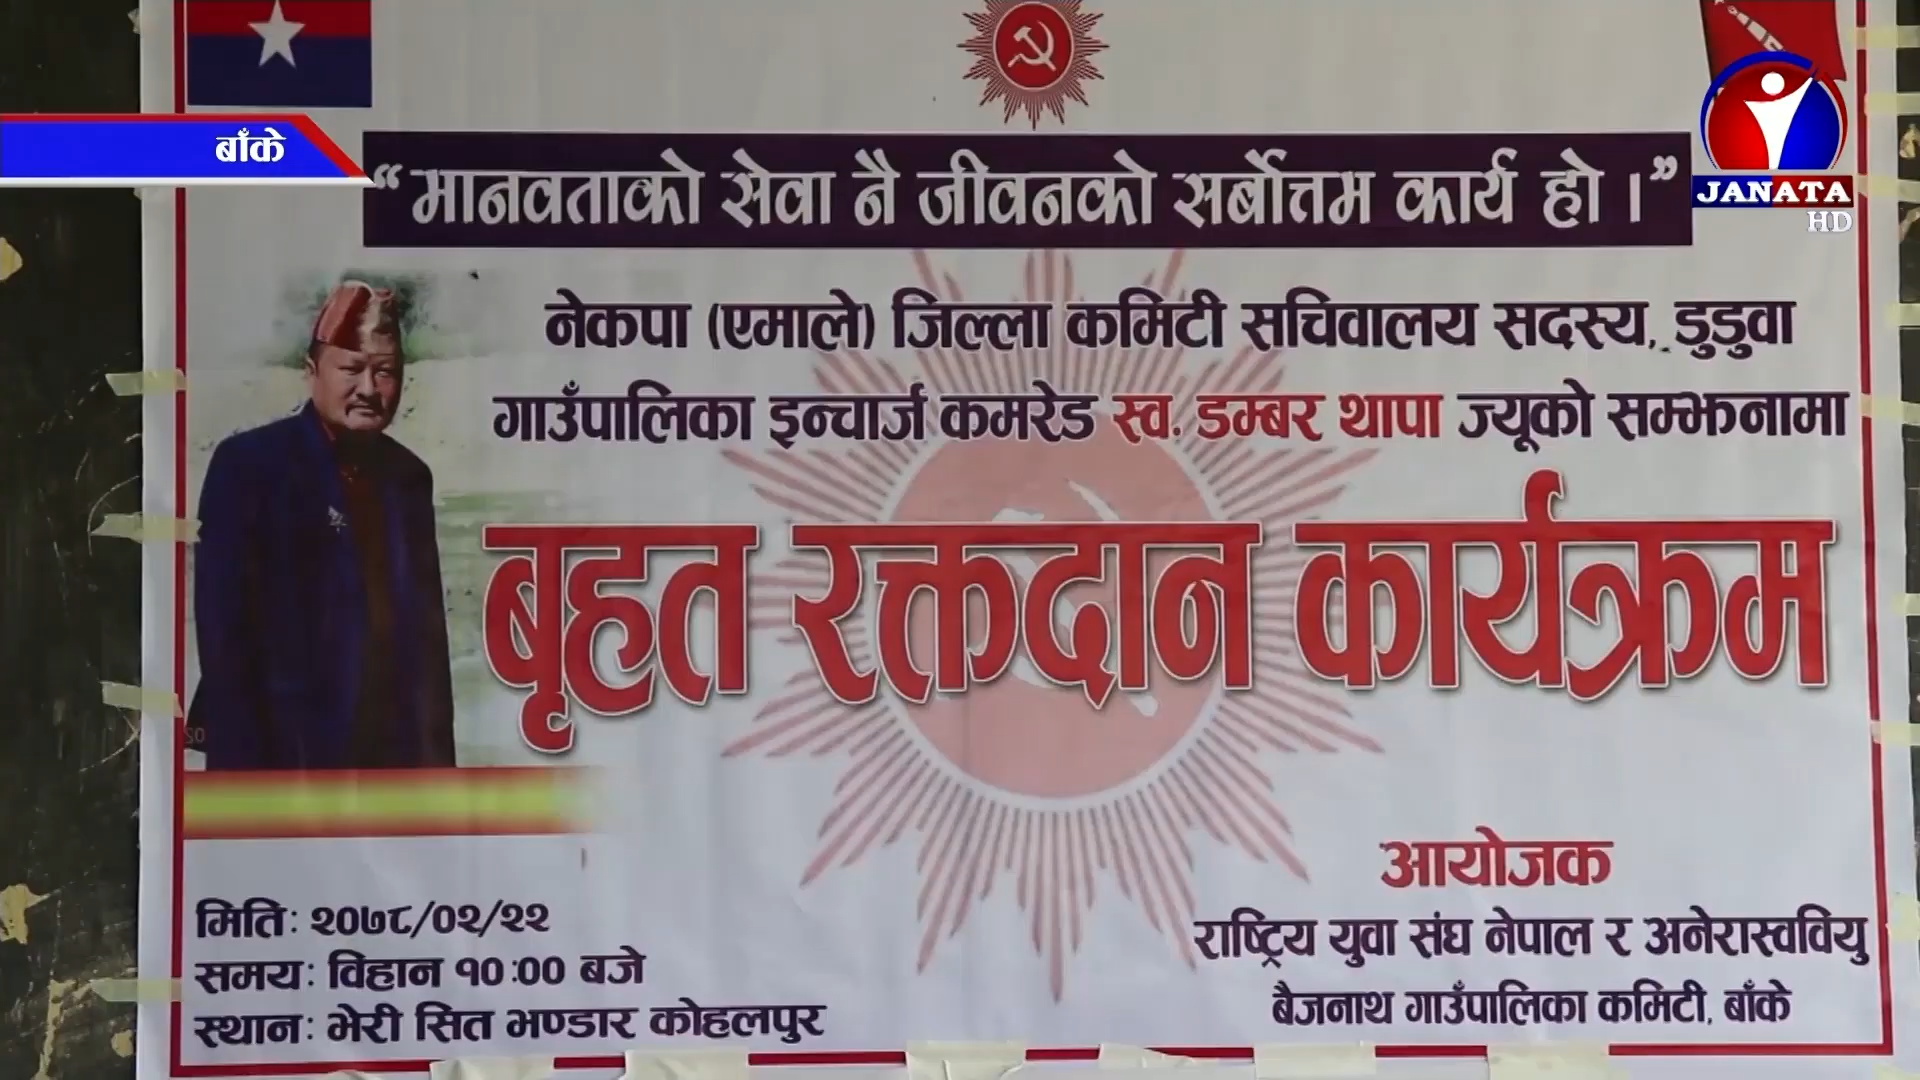 बाँके
JANATA
HD
“मानवताको सेवा नै जीवनको सर्बोत्तम कार्य हो ।”
नेकपा (एमाले) जिल्ला कमिटी सचिवालय सदस्य, डुडुवा
गाउँपालिका इन्चार्ज कमरेड स्व. डम्बर थापा ज्यूको सम्झनामा
बृहत रक्तदान कार्यक्रम
मिति: २०७८/०२/२२
समय: विहान १०:०० बजे
स्थान: भेरी सित भण्डार कोहलपुर
आयोजक
राष्ट्रिय युवा संघ नेपाल र अनेरास्ववियु
बैजनाथ गाउँपालिका कमिटी, बाँके